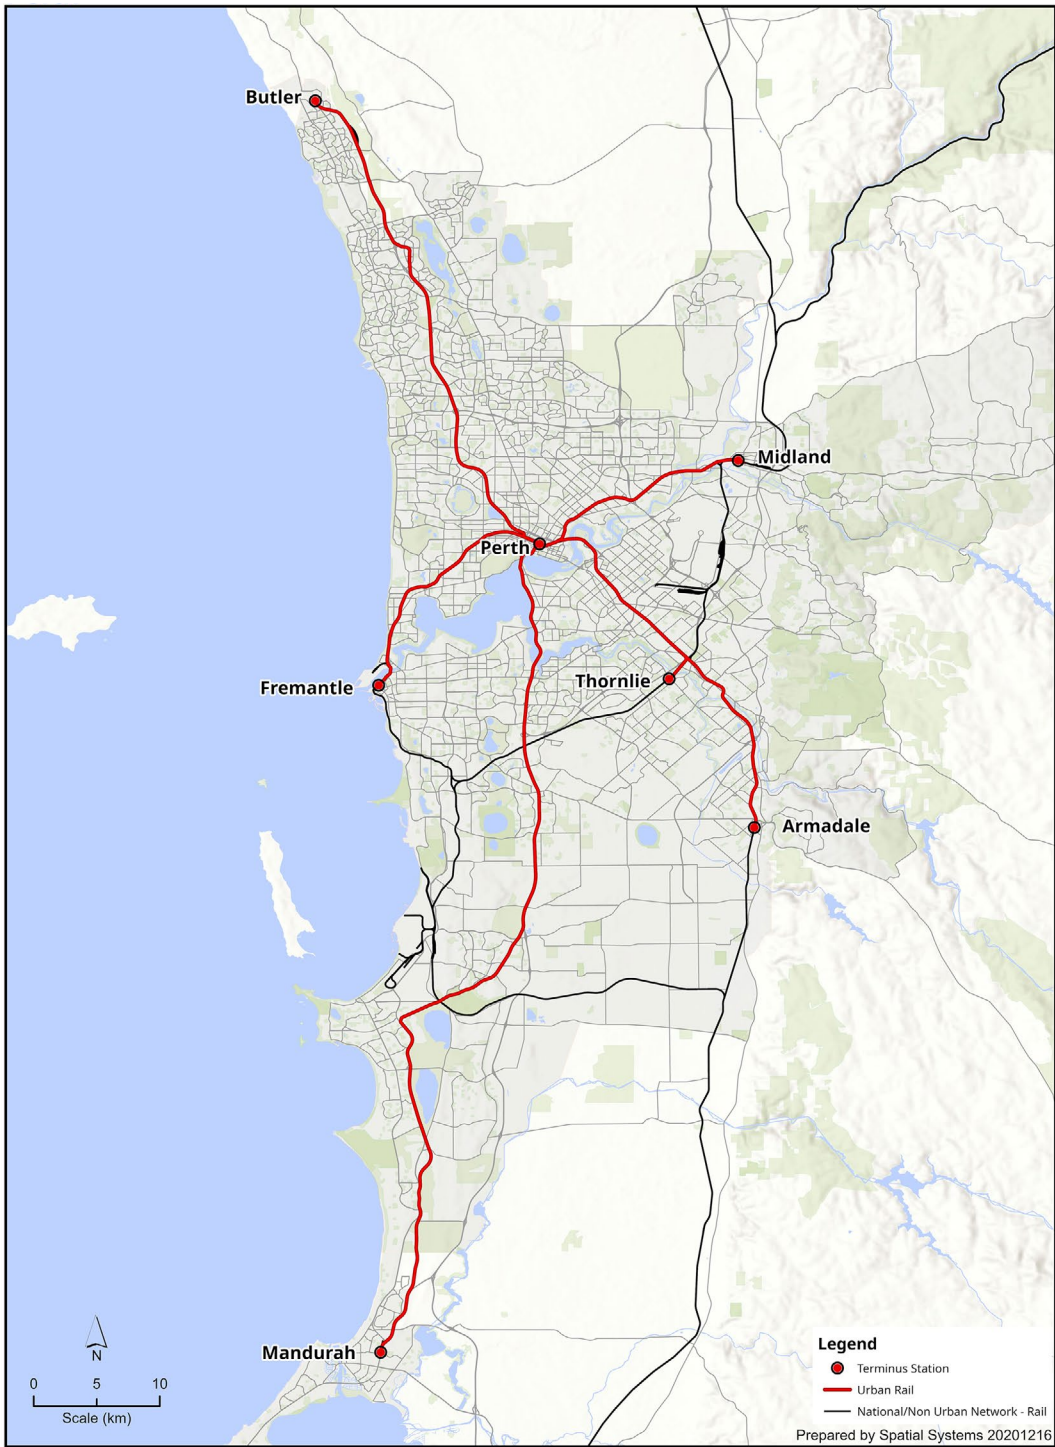 Butler
Midland
Perth
Thornlie
Fremantle
Armadale
Mandurah
N
0 5 10
Scale (km)
Legend
Terminus Station
Urban Rail
National/Non Urban Network - Rail
Prepared by Spatial Systems 20201216